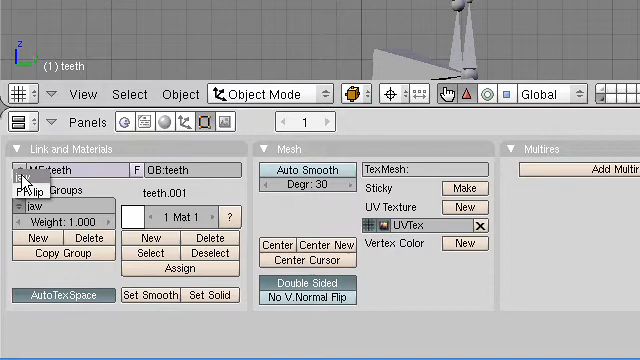 z
(1) teeth
View Select Object Object Mode Global
Panels 1
Link and Materials Mesh Multires
ME:teeth F OB:teeth Auto Smooth TexMesh: Add Multir
jaw Degr: 30 Sticky Make
Groups teeth.001
jaw 1 Mat 1 ? UV Texture New
Weight: 1.000 UVTex
New Delete New Delete Center Center New Vertex Color New
Copy Group Select Deselect Center Cursor
Assign
Double Sided
AutoTexSpace Set Smooth Set Solid No V.Normal Flip